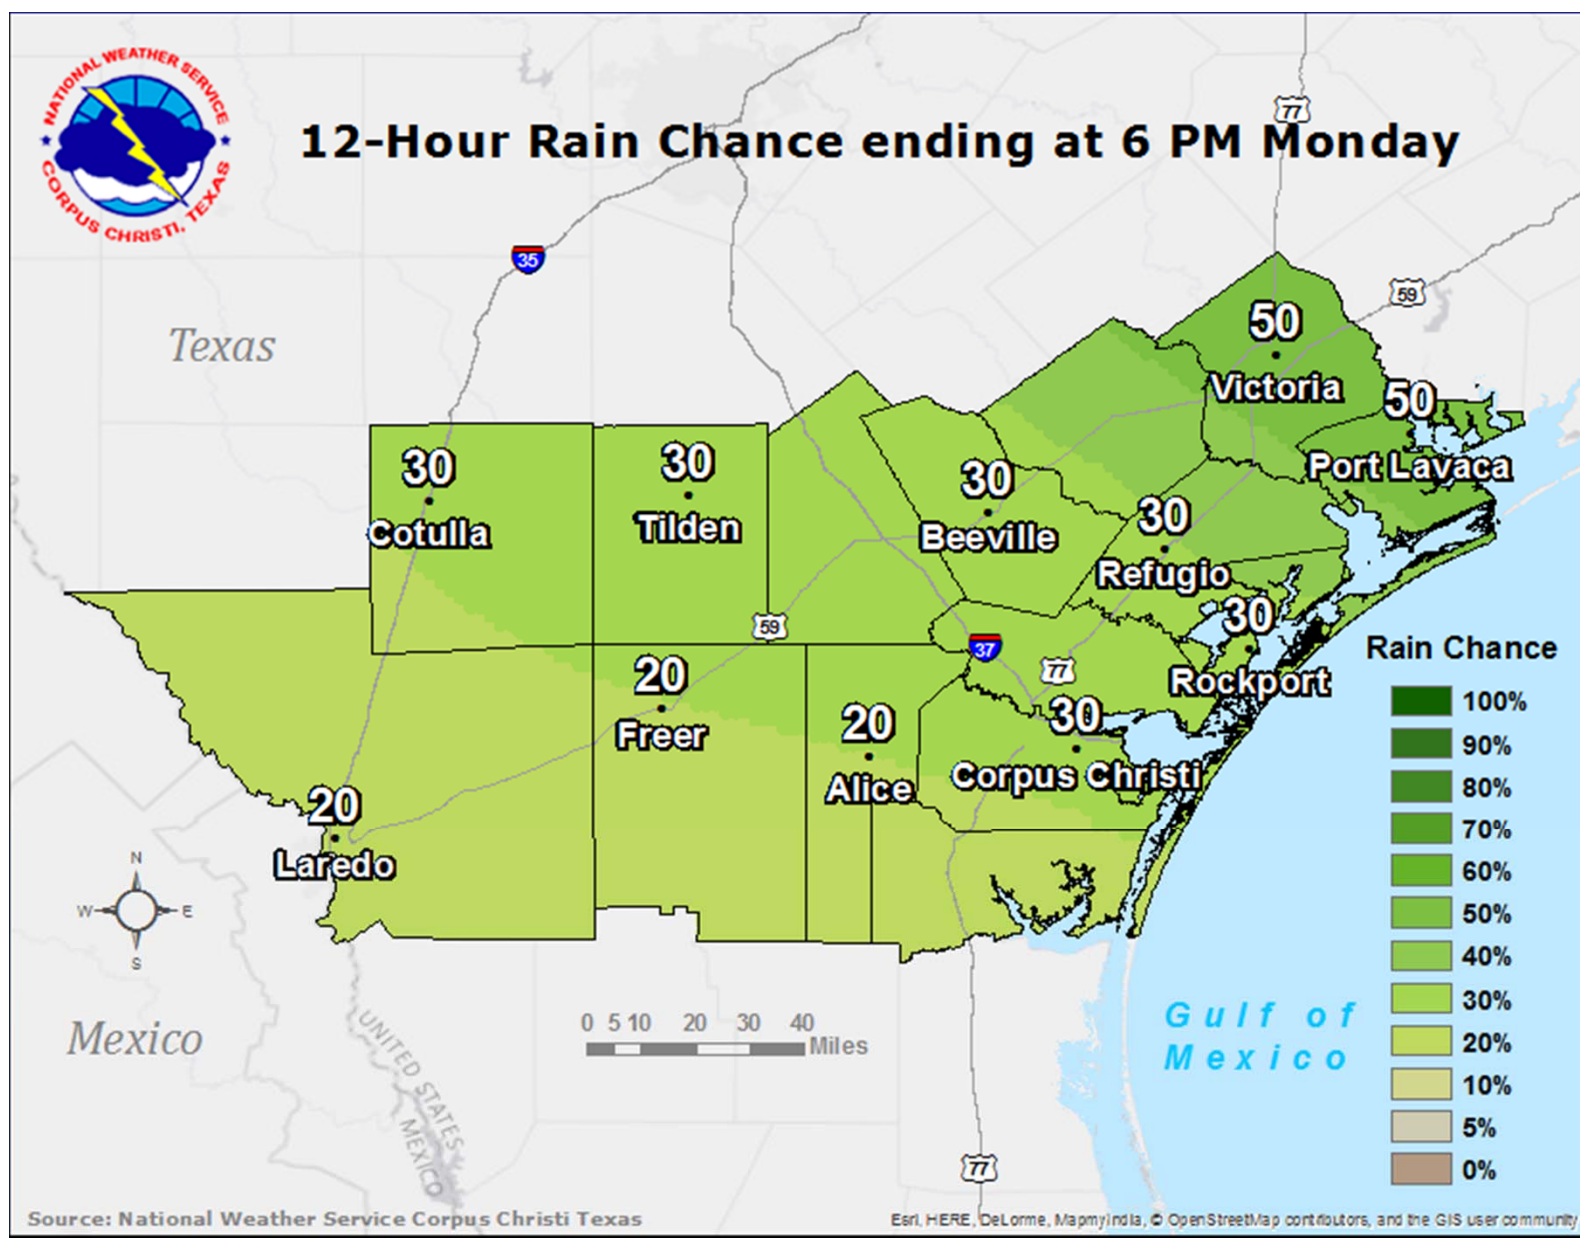 NATIONAL WEATHER SERVICE
CORPUS CHRISTI, TEXAS
12-Hour Rain Chance ending at 6 PM Monday
77
35
59
Texas
50
Victoria
50
Port Lavaca
30
Cotulla
30
Tilden
30
Beeville
30
Refugio
59
37
77
30
Rockport
20
Freer
20
Alice
30
Corpus Christi
20
Laredo
Rain Chance
100%
90%
80%
70%
60%
50%
40%
30%
20%
10%
5%
0%
N
W E
S
Mexico
UNITED STATES
MEXICO
0 5 10 20 30 40
Miles
Gulf of
Mexico
77
Source: National Weather Service Corpus Christi Texas
Esri, HERE, DeLorme, MapmyIndia, © OpenStreetMap contributors, and the GIS user community